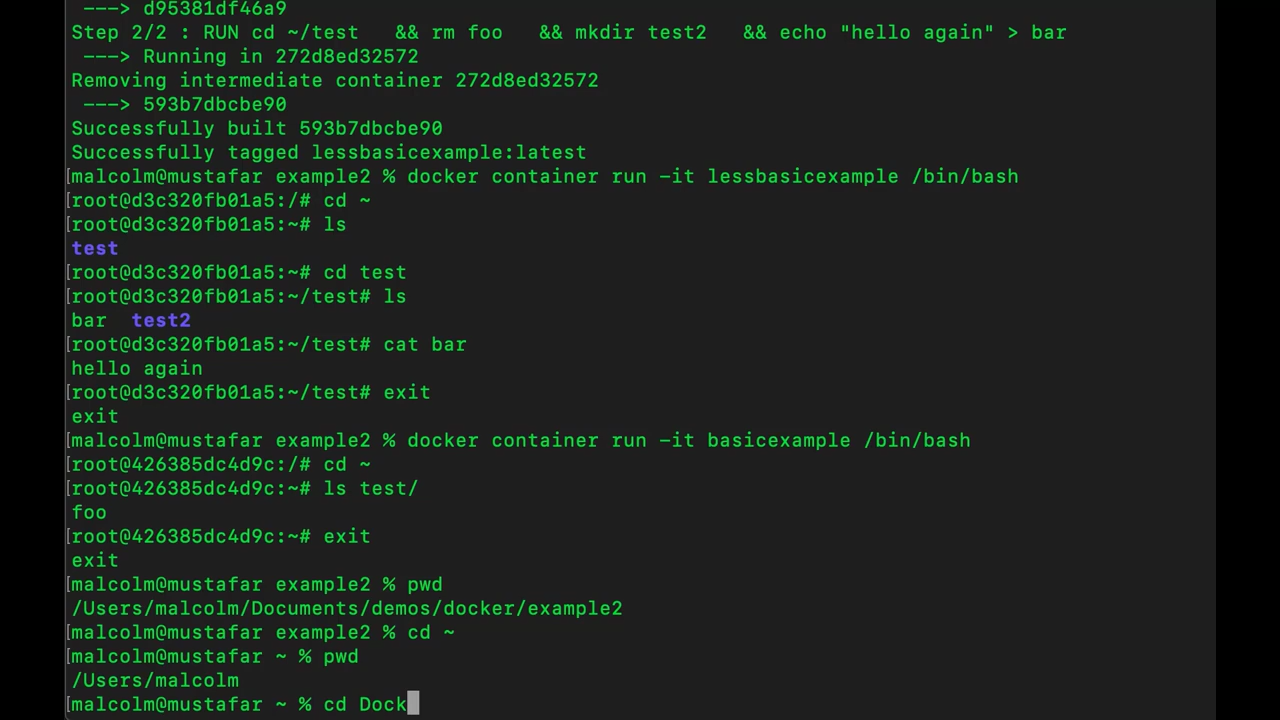 ---> d95381df46a9
Step 2/2 : RUN cd ~/test   && rm foo   && mkdir test2   && echo "hello again" > bar
---> Running in 272d8ed32572
Removing intermediate container 272d8ed32572
---> 593b7dbcbe90
Successfully built 593b7dbcbe90
Successfully tagged lessbasicexample:latest
[malcolm@mustafar example2 % docker container run -it lessbasicexample /bin/bash
[root@d3c320fb01a5:/# cd ~
[root@d3c320fb01a5:~# ls
test
[root@d3c320fb01a5:~# cd test
[root@d3c320fb01a5:~/test# ls
bar  test2
[root@d3c320fb01a5:~/test# cat bar
hello again
[root@d3c320fb01a5:~/test# exit
exit
[malcolm@mustafar example2 % docker container run -it basicexample /bin/bash
[root@426385dc4d9c:/# cd ~
[root@426385dc4d9c:~# ls test/
foo
[root@426385dc4d9c:~# exit
exit
[malcolm@mustafar example2 % pwd
/Users/malcolm/Documents/demos/docker/example2
[malcolm@mustafar example2 % cd ~
[malcolm@mustafar ~ % pwd
/Users/malcolm
[malcolm@mustafar ~ % cd Dock